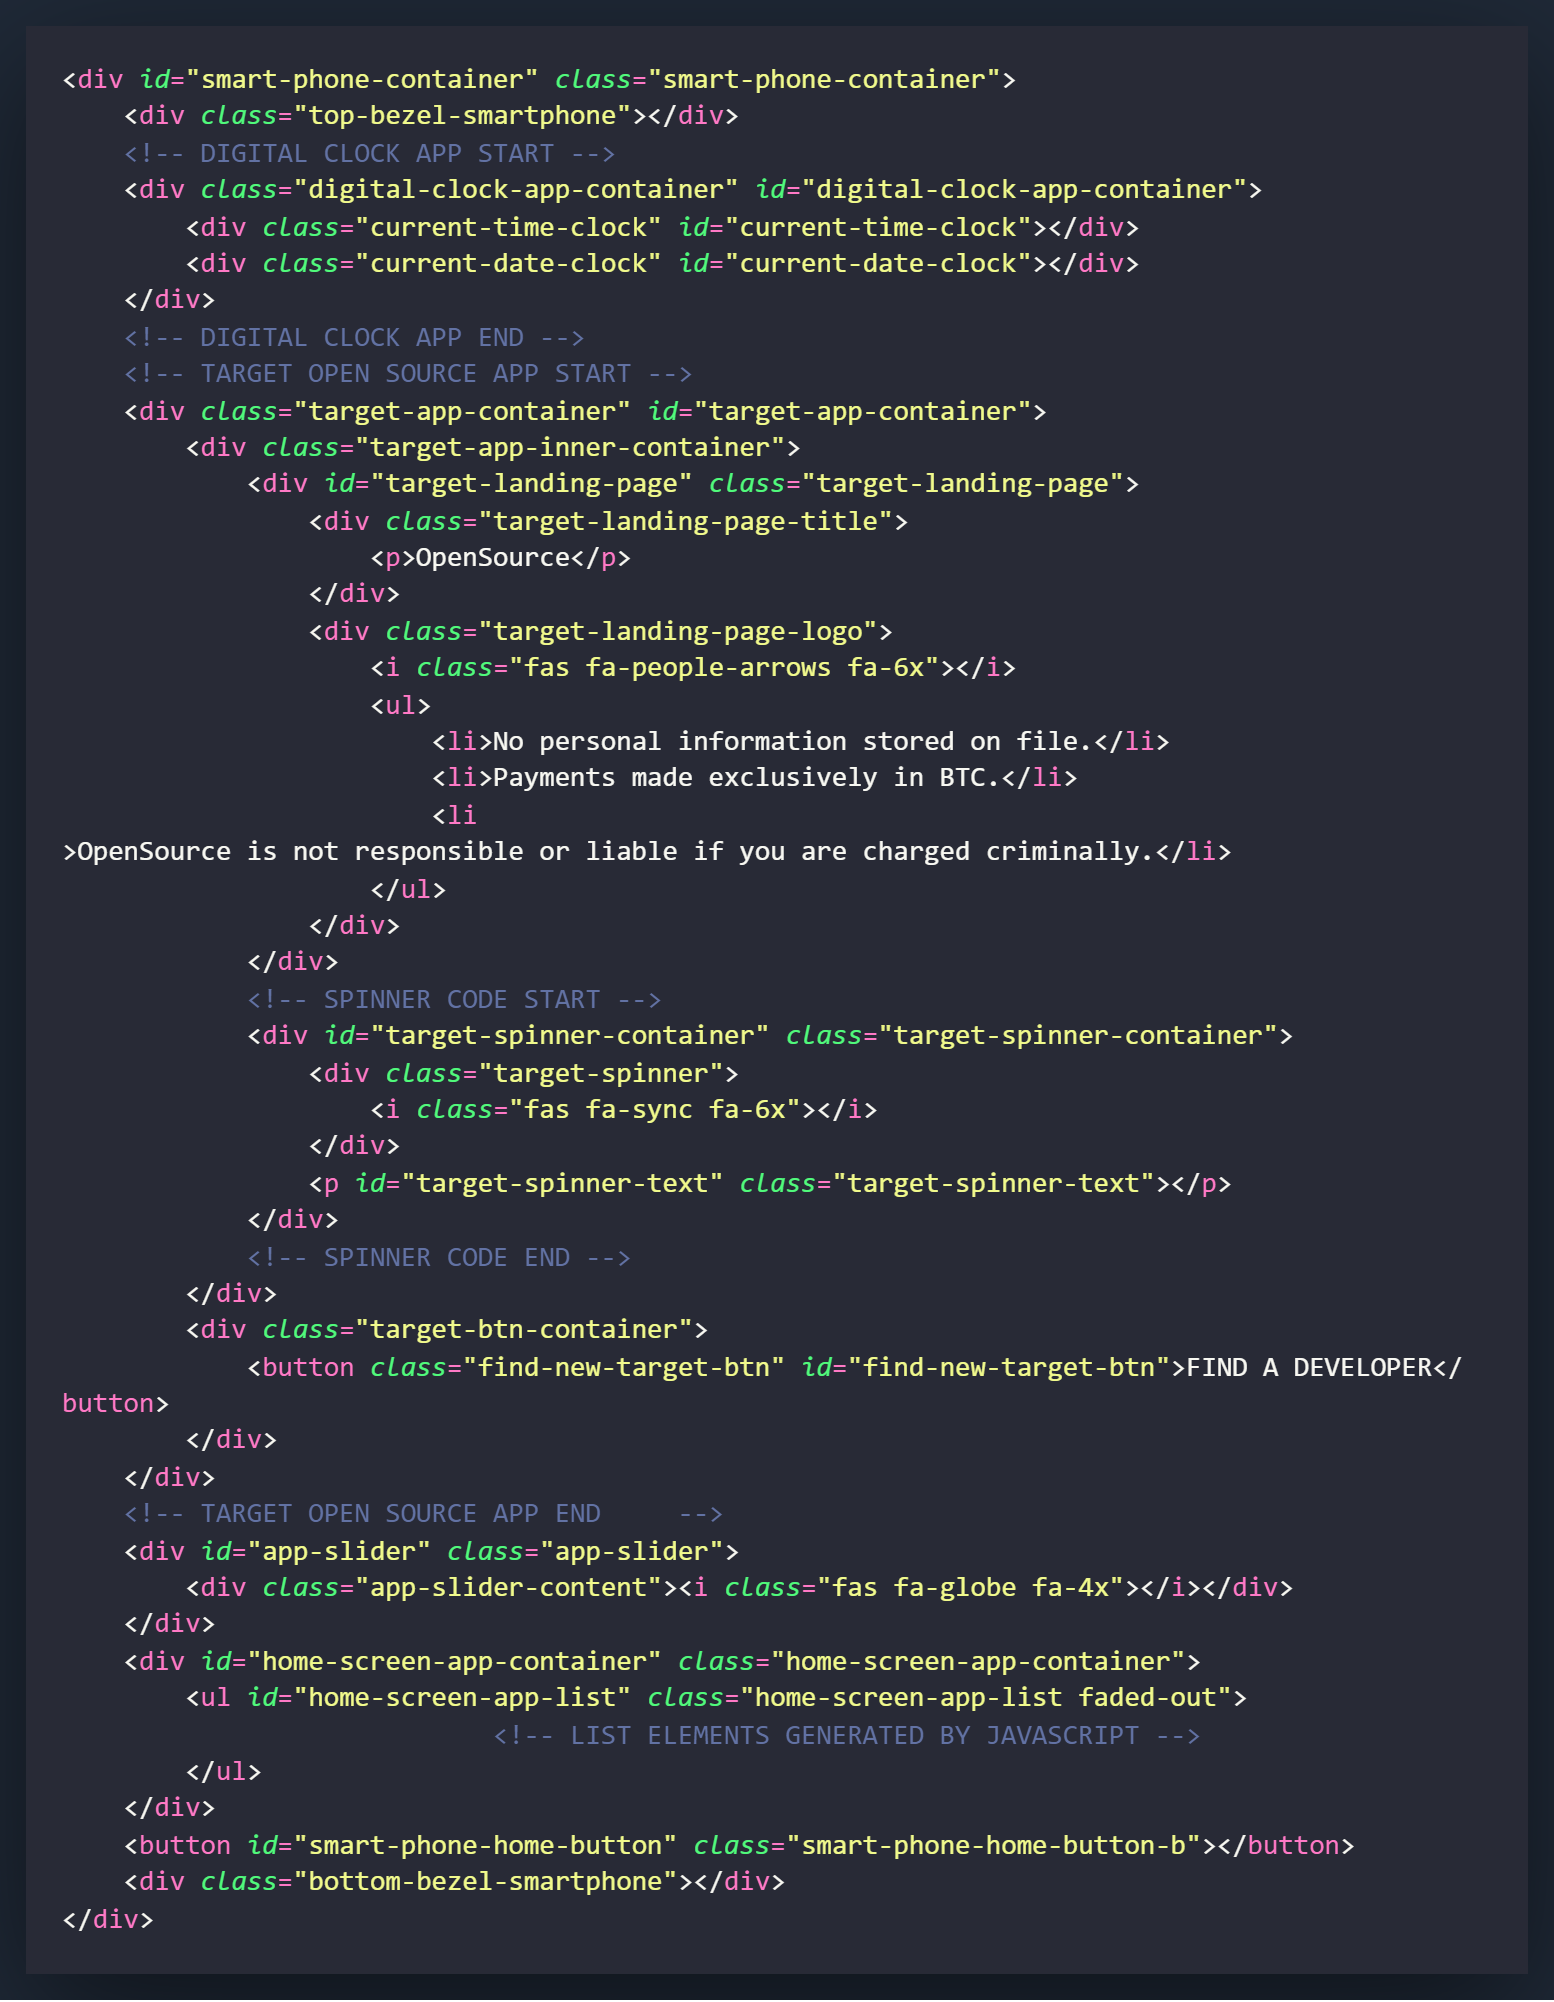 <div id="smart-phone-container" class="smart-phone-container">
    <div class="top-bezel-smartphone"></div>
    <!-- DIGITAL CLOCK APP START -->
    <div class="digital-clock-app-container" id="digital-clock-app-container">
        <div class="current-time-clock" id="current-time-clock"></div>
        <div class="current-date-clock" id="current-date-clock"></div>
    </div>
    <!-- DIGITAL CLOCK APP END -->
    <!-- TARGET OPEN SOURCE APP START -->
    <div class="target-app-container" id="target-app-container">
        <div class="target-app-inner-container">
            <div id="target-landing-page" class="target-landing-page">
                <div class="target-landing-page-title">
                    <p>OpenSource</p>
                </div>
                <div class="target-landing-page-logo">
                    <i class="fas fa-people-arrows fa-6x"></i>
                    <ul>
                        <li>No personal information stored on file.</li>
                        <li>Payments made exclusively in BTC.</li>
                        <li
>OpenSource is not responsible or liable if you are charged criminally.</li>
                    </ul>
                </div>
            </div>
            <!-- SPINNER CODE START -->
            <div id="target-spinner-container" class="target-spinner-container">
                <div class="target-spinner">
                    <i class="fas fa-sync fa-6x"></i>
                </div>
                <p id="target-spinner-text" class="target-spinner-text"></p>
            </div>
            <!-- SPINNER CODE END -->
        </div>
        <div class="target-btn-container">
            <button class="find-new-target-btn" id="find-new-target-btn">FIND A DEVELOPER</
button>
        </div>
    </div>
    <!-- TARGET OPEN SOURCE APP END     -->
    <div id="app-slider" class="app-slider">
        <div class="app-slider-content"><i class="fas fa-globe fa-4x"></i></div>
    </div>
    <div id="home-screen-app-container" class="home-screen-app-container">
        <ul id="home-screen-app-list" class="home-screen-app-list faded-out">
                            <!-- LIST ELEMENTS GENERATED BY JAVASCRIPT -->
        </ul>
    </div>
    <button id="smart-phone-home-button" class="smart-phone-home-button-b"></button>
    <div class="bottom-bezel-smartphone"></div>
</div>